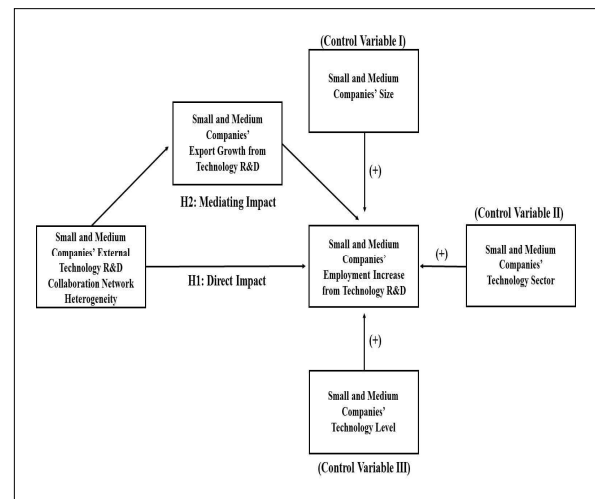 (Control Variable I)
Small and Medium
Companies' Size
Small and Medium
Companies'
Export Growth from
Technology R&D
(+)
H2: Mediating Impact
(Control Variable II)
Small and Medium
Companies' External
Technology R&D
Collaboration Network
Heterogeneity
H1: Direct Impact
Small and Medium
Companies'
Employment Increase
from Technology R&D
(+)
Small and Medium
Companies'
Technology Sector
(+)
Small and Medium
Companies'
Technology Level
(Control Variable III)